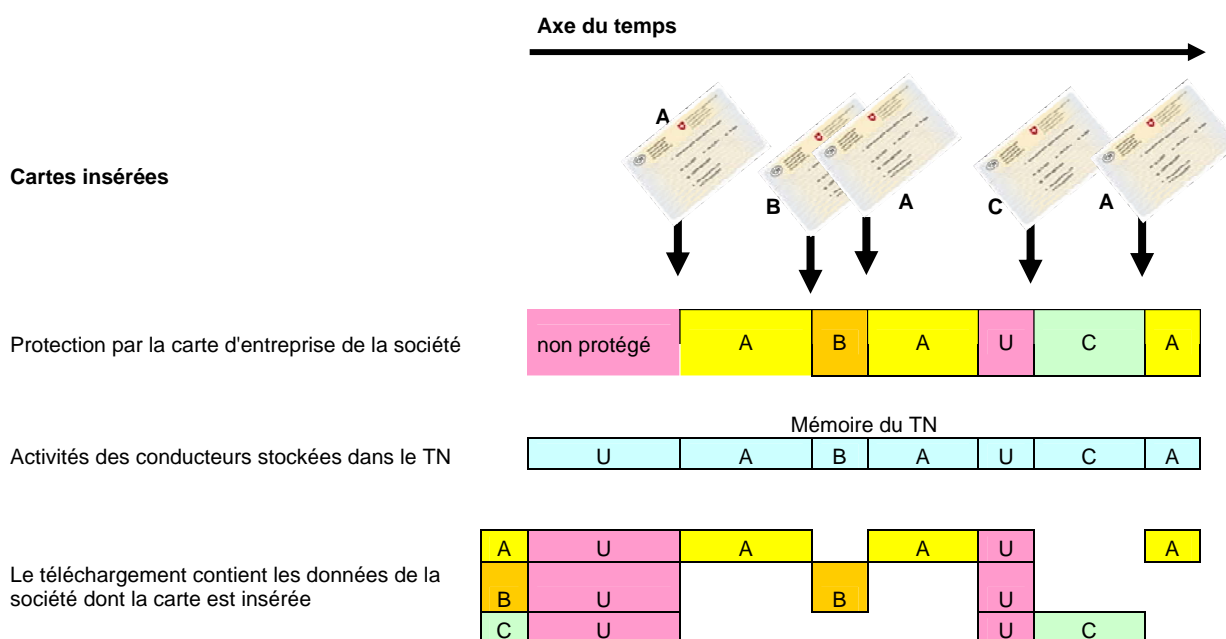 Axe du temps
A
Cartes insérées
B
A
C
A
Protection par la carte d'entreprise de la société
non protégé A B A U C A
Mémoire du TN
Activités des conducteurs stockées dans le TN
U A B A U C A
A U A A U A
Le téléchargement contient les données de la
société dont la carte est insérée
B U B U
C U U C